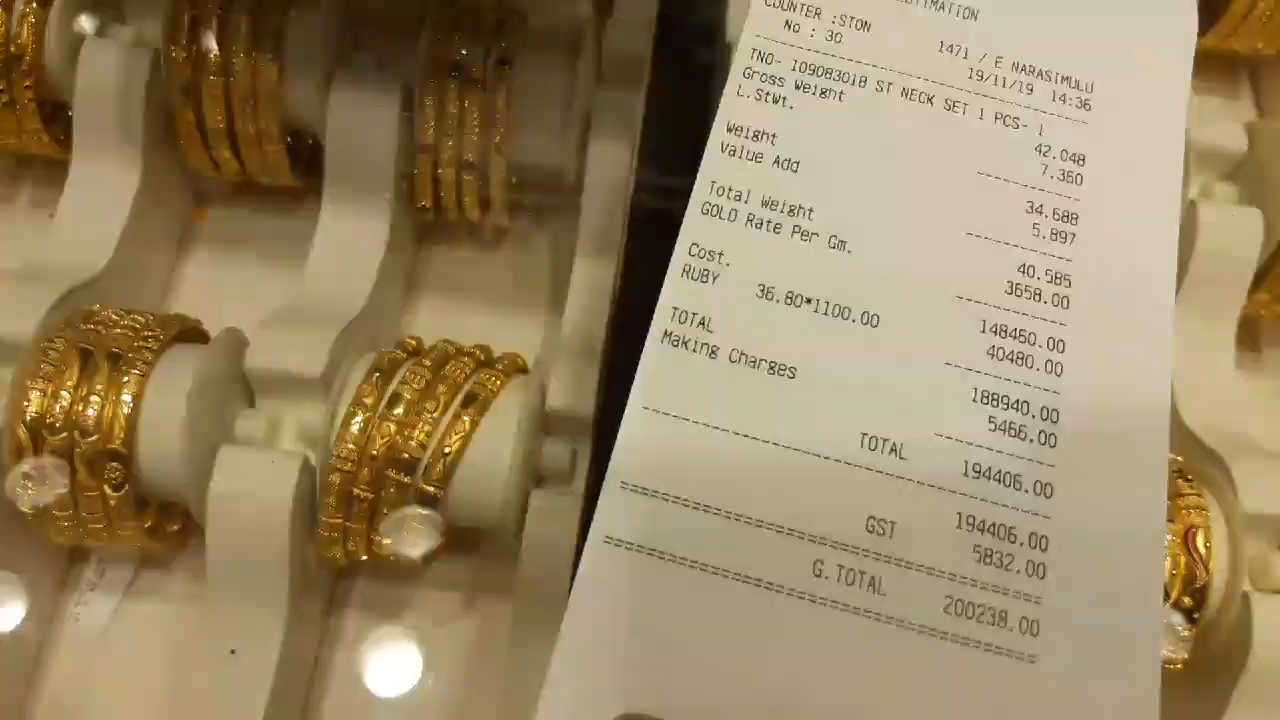 COUNTER :STON
No : 30
1471 / E NARASIMULU
19/11/19 14:36
TNO- 109083018 ST NECK SET 1 PCS- 1
Gross Weight 42.048
L.StWt. 7.360
Weight 34.688
Value Add 5.897
Total Weight 40.585
GOLD Rate Per Gm. 3658.00
Cost. 148460.00
RUBY 36.80*1100.00 40480.00
TOTAL 188940.00
Making Charges 5466.00
TOTAL 194406.00
194406.00
GST 5832.00
G.TOTAL 200238.00